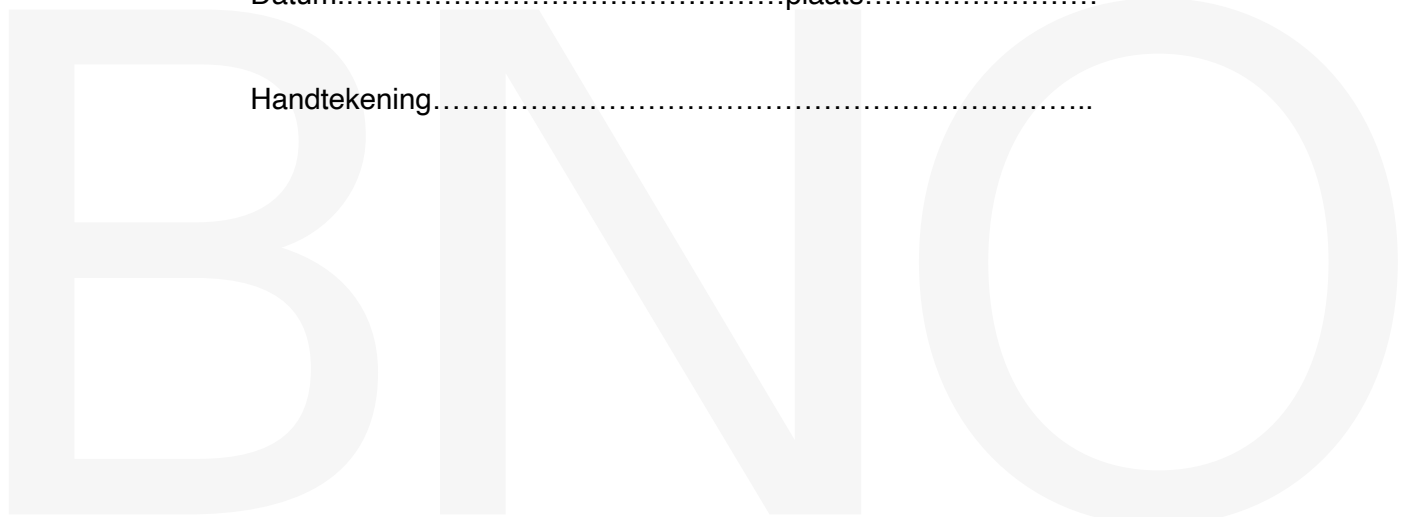 Datum:………………………………………plaats……………………
Handtekening…………………………………………………………..
BNO